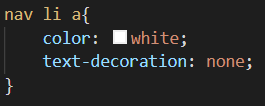 nav li a{
    color: white;
    text-decoration: none;
}